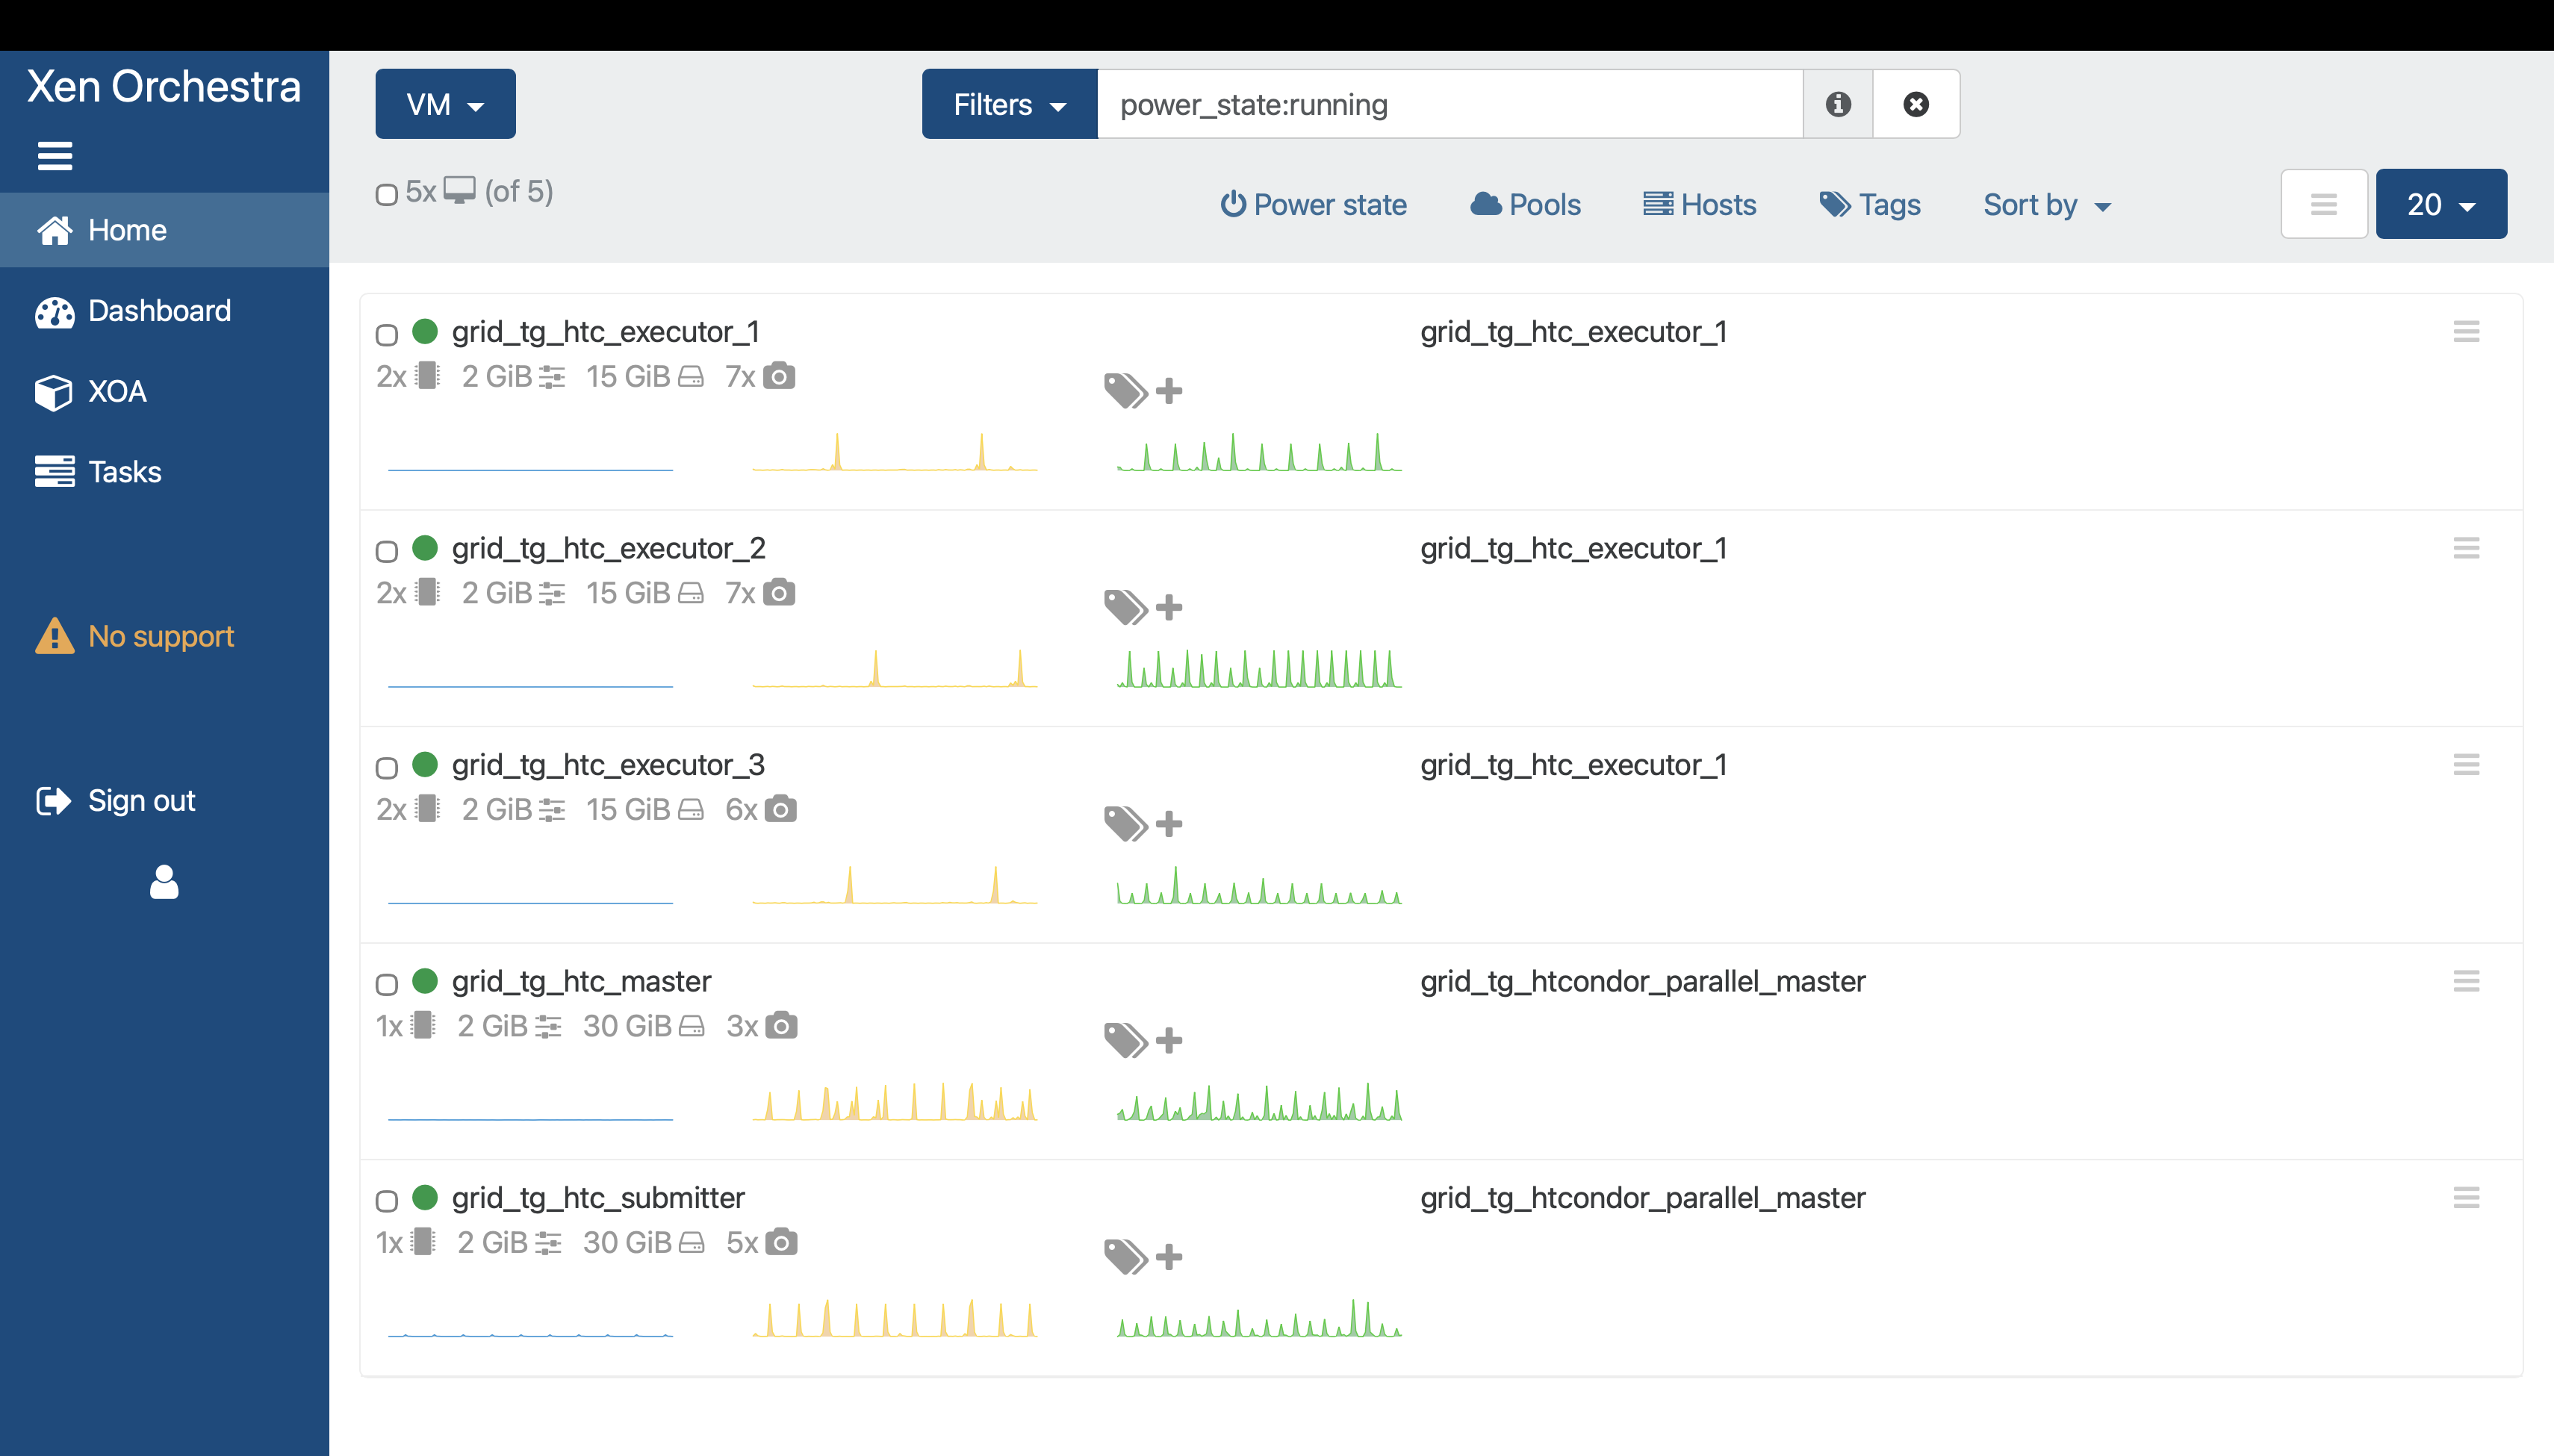 Xen Orchestra
Home
Dashboard
XOA
Tasks
No support
Sign out
VM
Filters
power_state:running
5x (of 5)
Power state
Pools
Hosts
Tags
Sort by
20
grid_tg_htc_executor_1
grid_tg_htc_executor_1
2x 2 GiB 15 GiB 7x
grid_tg_htc_executor_2
grid_tg_htc_executor_1
2x 2 GiB 15 GiB 7x
grid_tg_htc_executor_3
grid_tg_htc_executor_1
2x 2 GiB 15 GiB 6x
grid_tg_htc_master
grid_tg_htcondor_parallel_master
1x 2 GiB 30 GiB 3x
grid_tg_htc_submitter
grid_tg_htcondor_parallel_master
1x 2 GiB 30 GiB 5x